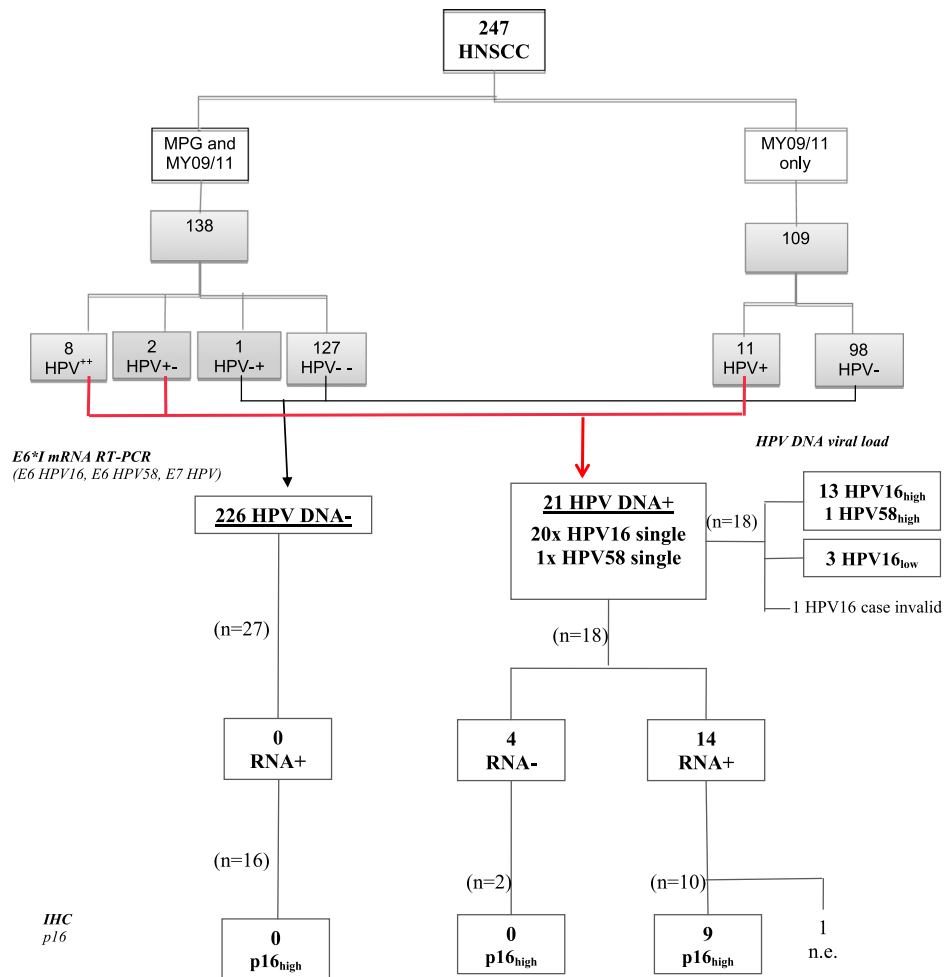 247
HNSCC
MPG and
MY09/11
MY09/11
only
138
109
8
HPV⁺⁺
2
HPV+-
1
HPV-+
127
HPV- -
11
HPV+
98
HPV-
E6*I mRNA RT-PCR
(E6 HPV16, E6 HPV58, E7 HPV)
HPV DNA viral load
226 HPV DNA-
21 HPV DNA+
20x HPV16 single
1x HPV58 single
(n=18)
13 HPV16high
1 HPV58high
3 HPV16low
1 HPV16 case invalid
(n=27)
(n=18)
0
RNA+
4
RNA-
14
RNA+
(n=16)
(n=2)
(n=10)
IHC
p16
0
p16high
0
p16high
9
p16high
1
n.e.